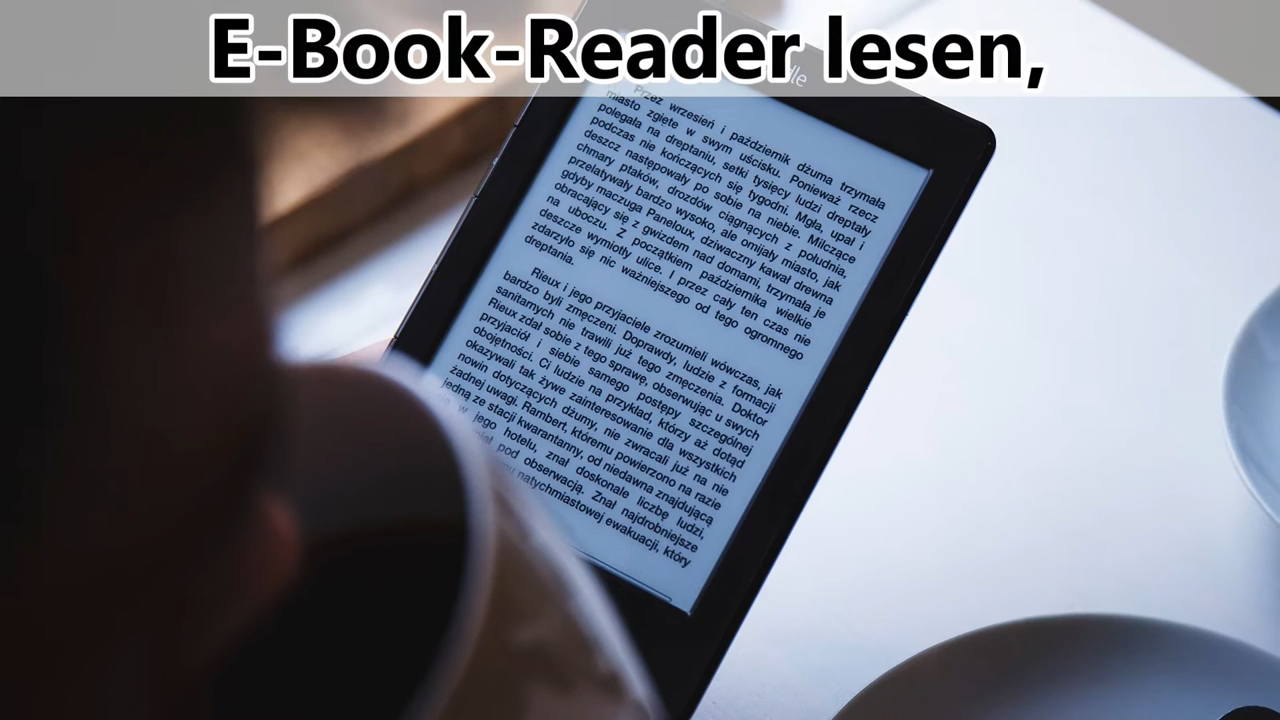 E-Book-Reader lesen,
Przez wrzesień i październik dżuma trzymała
miasto zgięte w swym uścisku. Ponieważ rzecz
polegała na dreptaniu, setki tysięcy ludzi dreptały
podczas nie kończących się tygodni. Mgła, upał i
deszcz następowały po sobie na niebie. Milczące
chmary ptaków, drozdów ciągnących z południa,
przelatywały bardzo wysoko, ale omijały miasto, jak
gdyby maczuga Paneloux, dziwaczny kawał drewna
obracający się z gwizdem nad domami, trzymała je
na uboczu. Z początkiem października wielkie
deszcze wymiotły ulice. I przez cały ten czas nie
zdarzyło się nic ważniejszego od tego ogromnego
dreptania.
Rieux i jego przyjaciele zrozumieli wówczas, jak
bardzo byli zmęczeni. Doprawdy, ludzie z formacji
sanitarnych nie trawili już tego zmęczenia. Doktor
Rieux zdał sobie z tego sprawę, obserwując u swych
przyjaciół i siebie samego postępy szczególnej
obojętności. Ci ludzie na przykład, którzy aż dotąd
okazywali tak żywe zainteresowanie dla wszystkich
nowin dotyczących dżumy, nie zwracali już na nie
żadnej uwagi. Rambert, któremu powierzono na razie
jedną ze stacji kwarantanny, od niedawna znajdującą
w jego hotelu, znał doskonale liczbę ludzi,
pod obserwacją. Znał najdrobniejsze
natychmiastowej ewakuacji, który